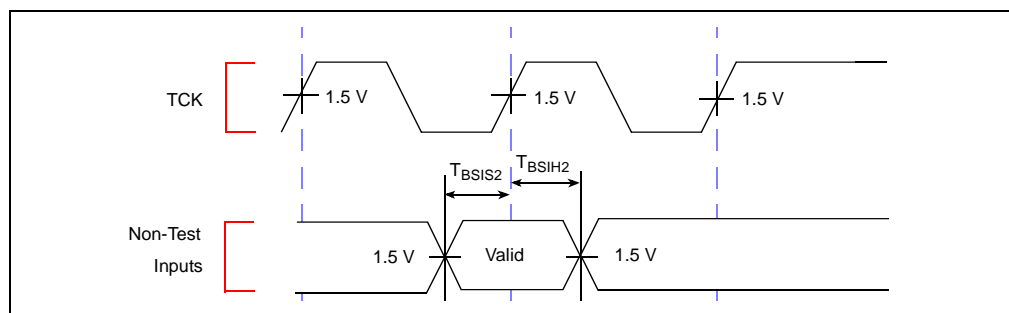 TCK
1.5 V
1.5 V
1.5 V
TBSIS2
TBSIH2
Non-Test
Inputs
1.5 V
Valid
1.5 V